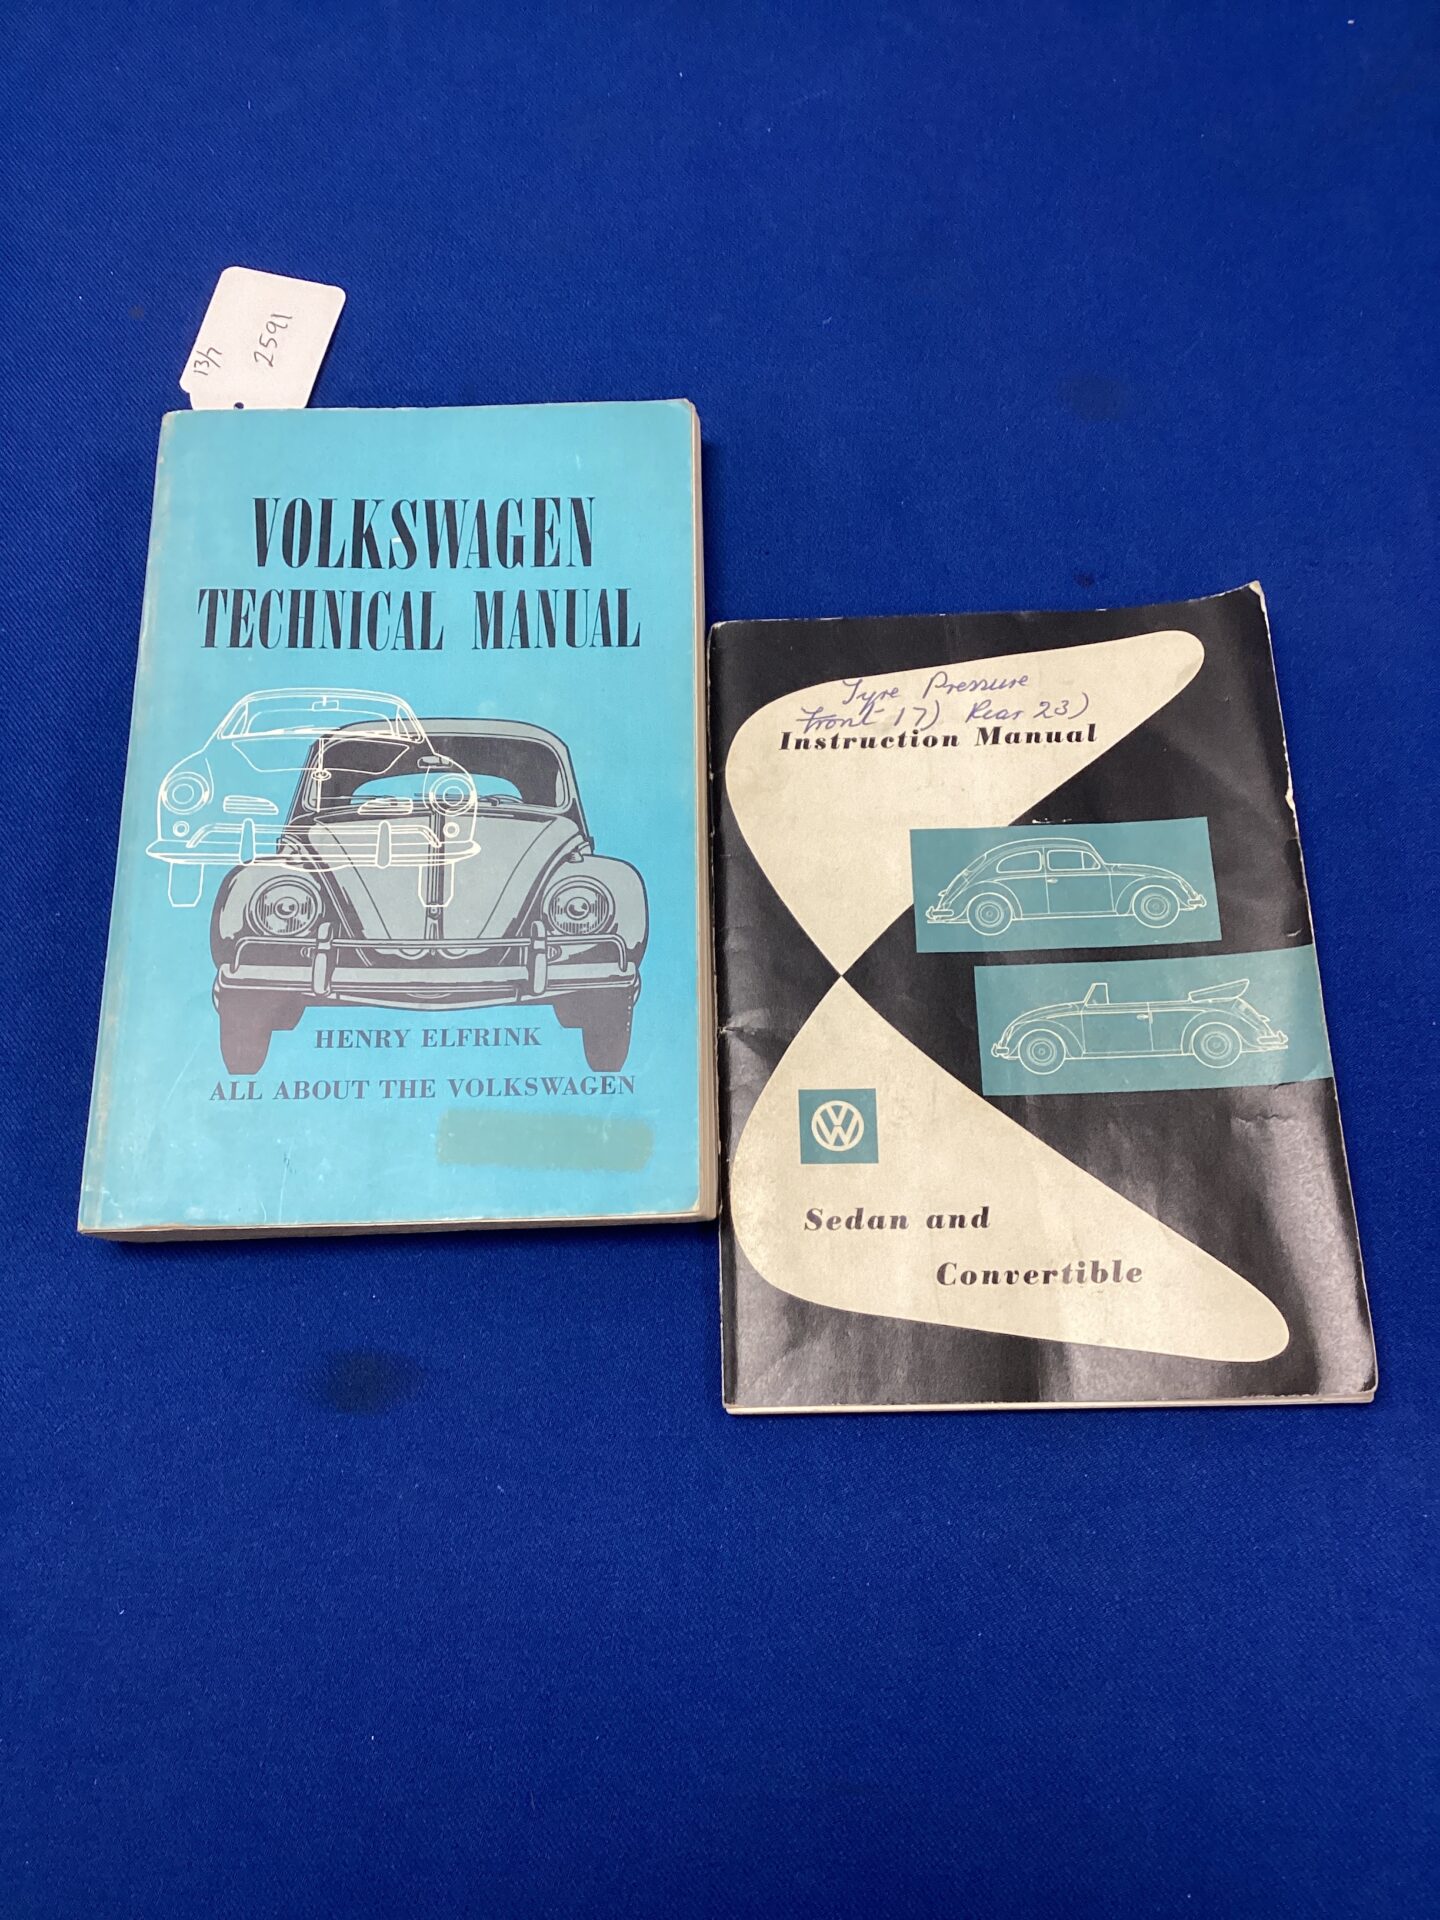 13/7
2591
VOLKSWAGEN
TECHNICAL MANUAL
HENRY ELFRINK
ALL ABOUT THE VOLKSWAGEN
Tyre Pressure
Front 17) Rear 23)
Instruction Manual
VW
Sedan and
Convertible